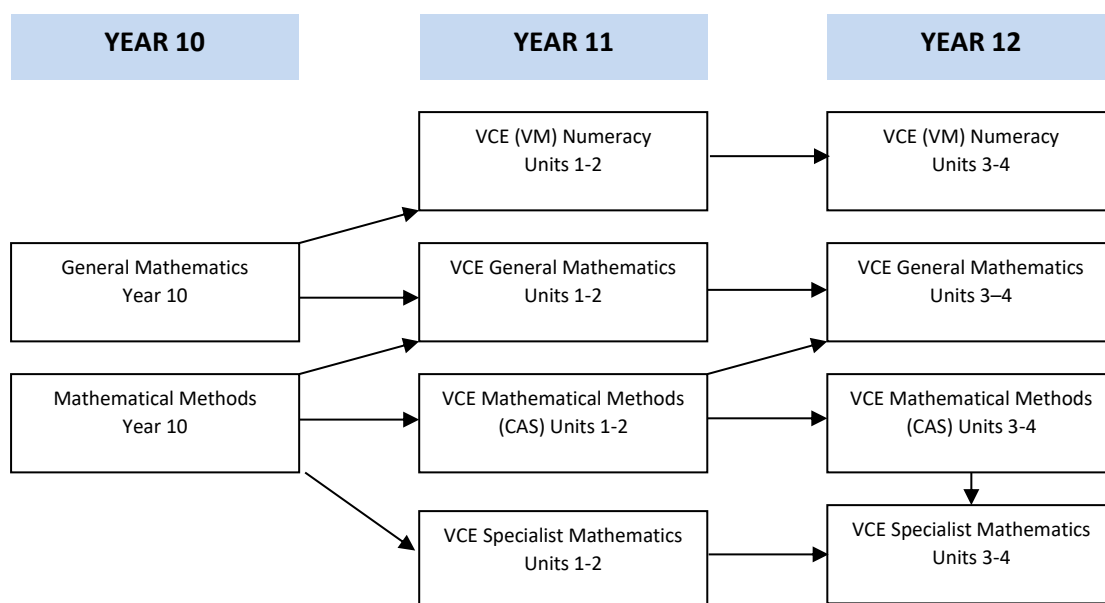 YEAR 10
YEAR 11
YEAR 12
VCE (VM) Numeracy
Units 1-2
VCE (VM) Numeracy
Units 3-4
General Mathematics
Year 10
VCE General Mathematics
Units 1-2
VCE General Mathematics
Units 3–4
Mathematical Methods
Year 10
VCE Mathematical Methods
(CAS) Units 1-2
VCE Mathematical Methods
(CAS) Units 3-4
VCE Specialist Mathematics
Units 1-2
VCE Specialist Mathematics
Units 3-4